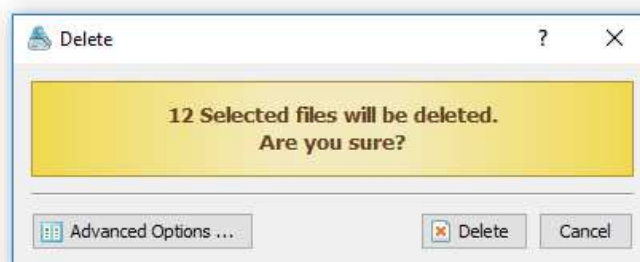 Delete
?
12 Selected files will be deleted.
Are you sure?
Advanced Options ...
Delete
Cancel